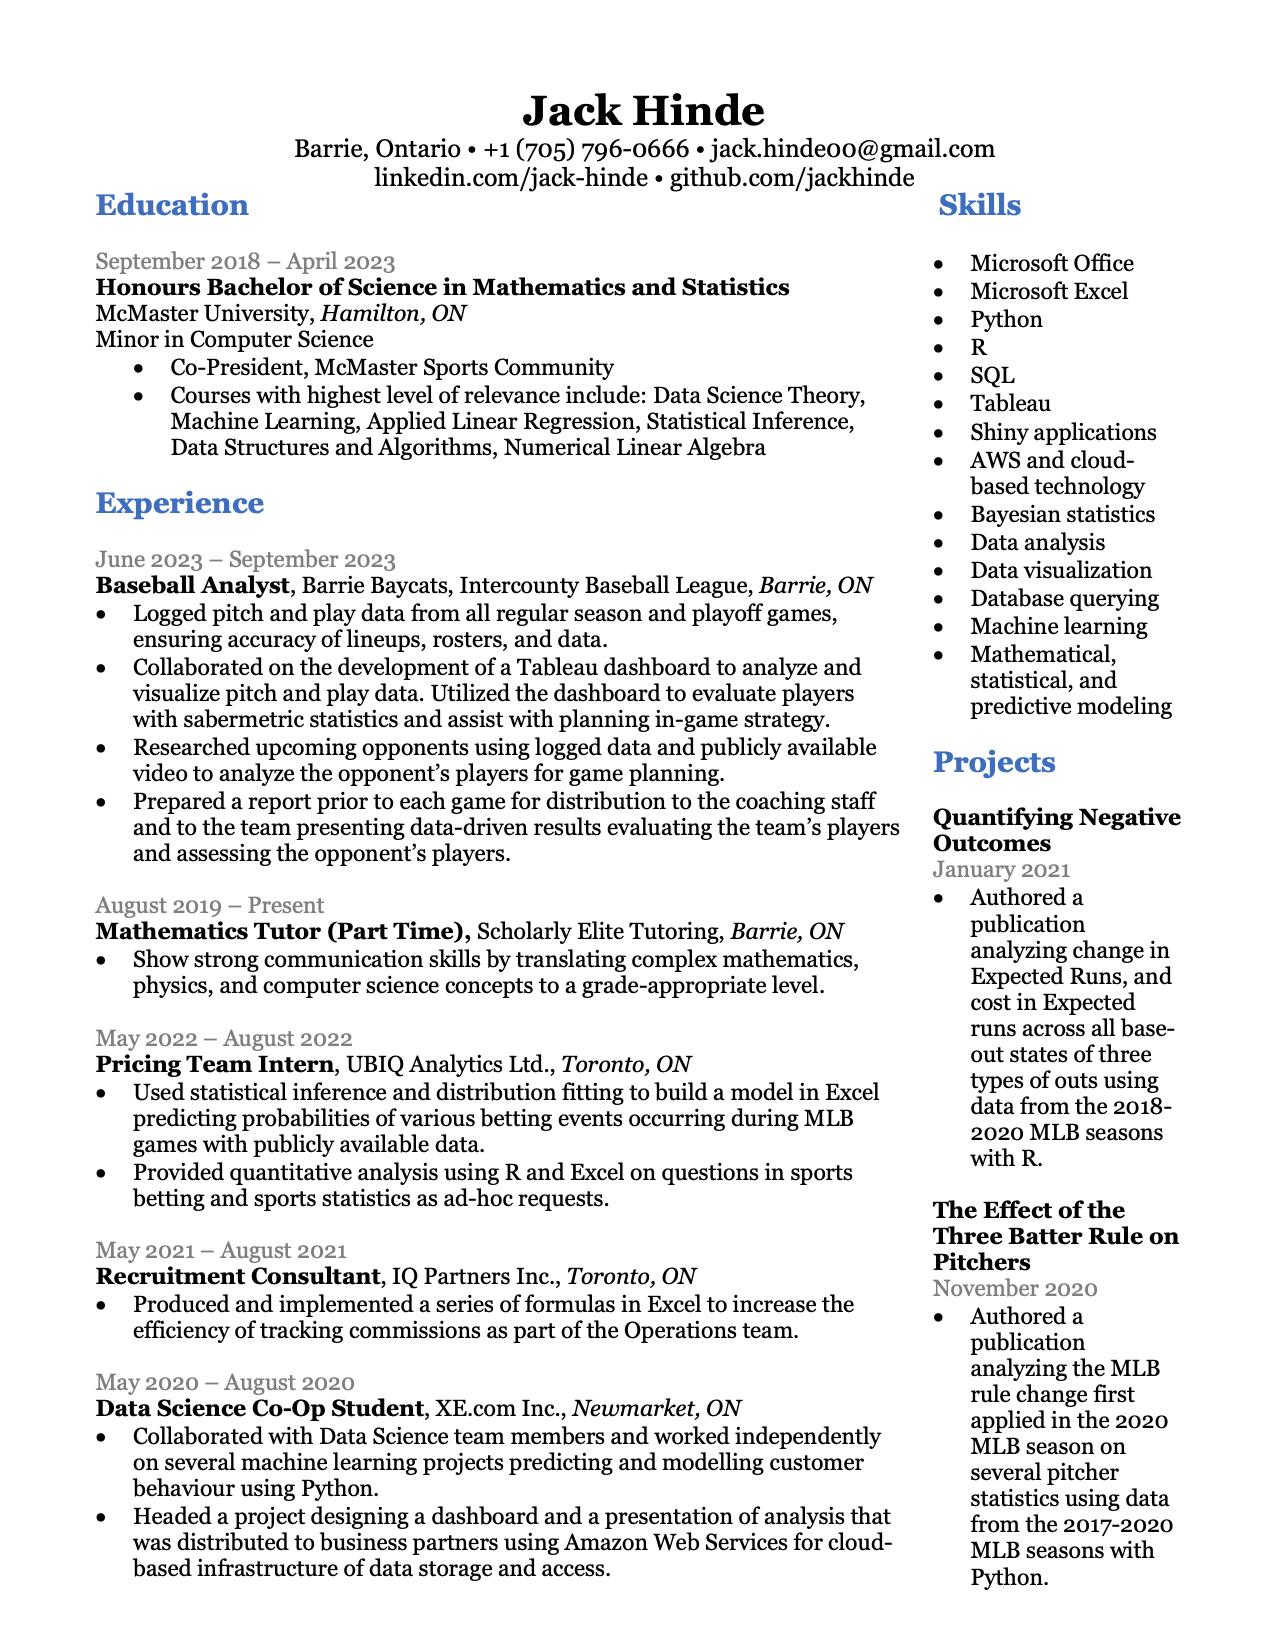 Jack Hinde
Barrie, Ontario • +1 (705) 796-0666 • jack.hinde00@gmail.com
linkedin.com/jack-hinde • github.com/jackhinde
Education
September 2018 – April 2023
Honours Bachelor of Science in Mathematics and Statistics
McMaster University, Hamilton, ON
Minor in Computer Science
• Co-President, McMaster Sports Community
• Courses with highest level of relevance include: Data Science Theory,
Machine Learning, Applied Linear Regression, Statistical Inference,
Data Structures and Algorithms, Numerical Linear Algebra
Experience
June 2023 – September 2023
Baseball Analyst, Barrie Baycats, Intercounty Baseball League, Barrie, ON
• Logged pitch and play data from all regular season and playoff games,
ensuring accuracy of lineups, rosters, and data.
• Collaborated on the development of a Tableau dashboard to analyze and
visualize pitch and play data. Utilized the dashboard to evaluate players
with sabermetric statistics and assist with planning in-game strategy.
• Researched upcoming opponents using logged data and publicly available
video to analyze the opponent’s players for game planning.
• Prepared a report prior to each game for distribution to the coaching staff
and to the team presenting data-driven results evaluating the team’s players
and assessing the opponent’s players.
August 2019 – Present
Mathematics Tutor (Part Time), Scholarly Elite Tutoring, Barrie, ON
• Show strong communication skills by translating complex mathematics,
physics, and computer science concepts to a grade-appropriate level.
May 2022 – August 2022
Pricing Team Intern, UBIQ Analytics Ltd., Toronto, ON
• Used statistical inference and distribution fitting to build a model in Excel
predicting probabilities of various betting events occurring during MLB
games with publicly available data.
• Provided quantitative analysis using R and Excel on questions in sports
betting and sports statistics as ad-hoc requests.
May 2021 – August 2021
Recruitment Consultant, IQ Partners Inc., Toronto, ON
• Produced and implemented a series of formulas in Excel to increase the
efficiency of tracking commissions as part of the Operations team.
May 2020 – August 2020
Data Science Co-Op Student, XE.com Inc., Newmarket, ON
• Collaborated with Data Science team members and worked independently
on several machine learning projects predicting and modelling customer
behaviour using Python.
• Headed a project designing a dashboard and a presentation of analysis that
was distributed to business partners using Amazon Web Services for cloud-
based infrastructure of data storage and access.
Skills
• Microsoft Office
• Microsoft Excel
• Python
• R
• SQL
• Tableau
• Shiny applications
• AWS and cloud-
based technology
• Bayesian statistics
• Data analysis
• Data visualization
• Database querying
• Machine learning
• Mathematical,
statistical, and
predictive modeling
Projects
Quantifying Negative
Outcomes
January 2021
• Authored a
publication
analyzing change in
Expected Runs, and
cost in Expected
runs across all base-
out states of three
types of outs using
data from the 2018-
2020 MLB seasons
with R.
The Effect of the
Three Batter Rule on
Pitchers
November 2020
• Authored a
publication
analyzing the MLB
rule change first
applied in the 2020
MLB season on
several pitcher
statistics using data
from the 2017-2020
MLB seasons with
Python.